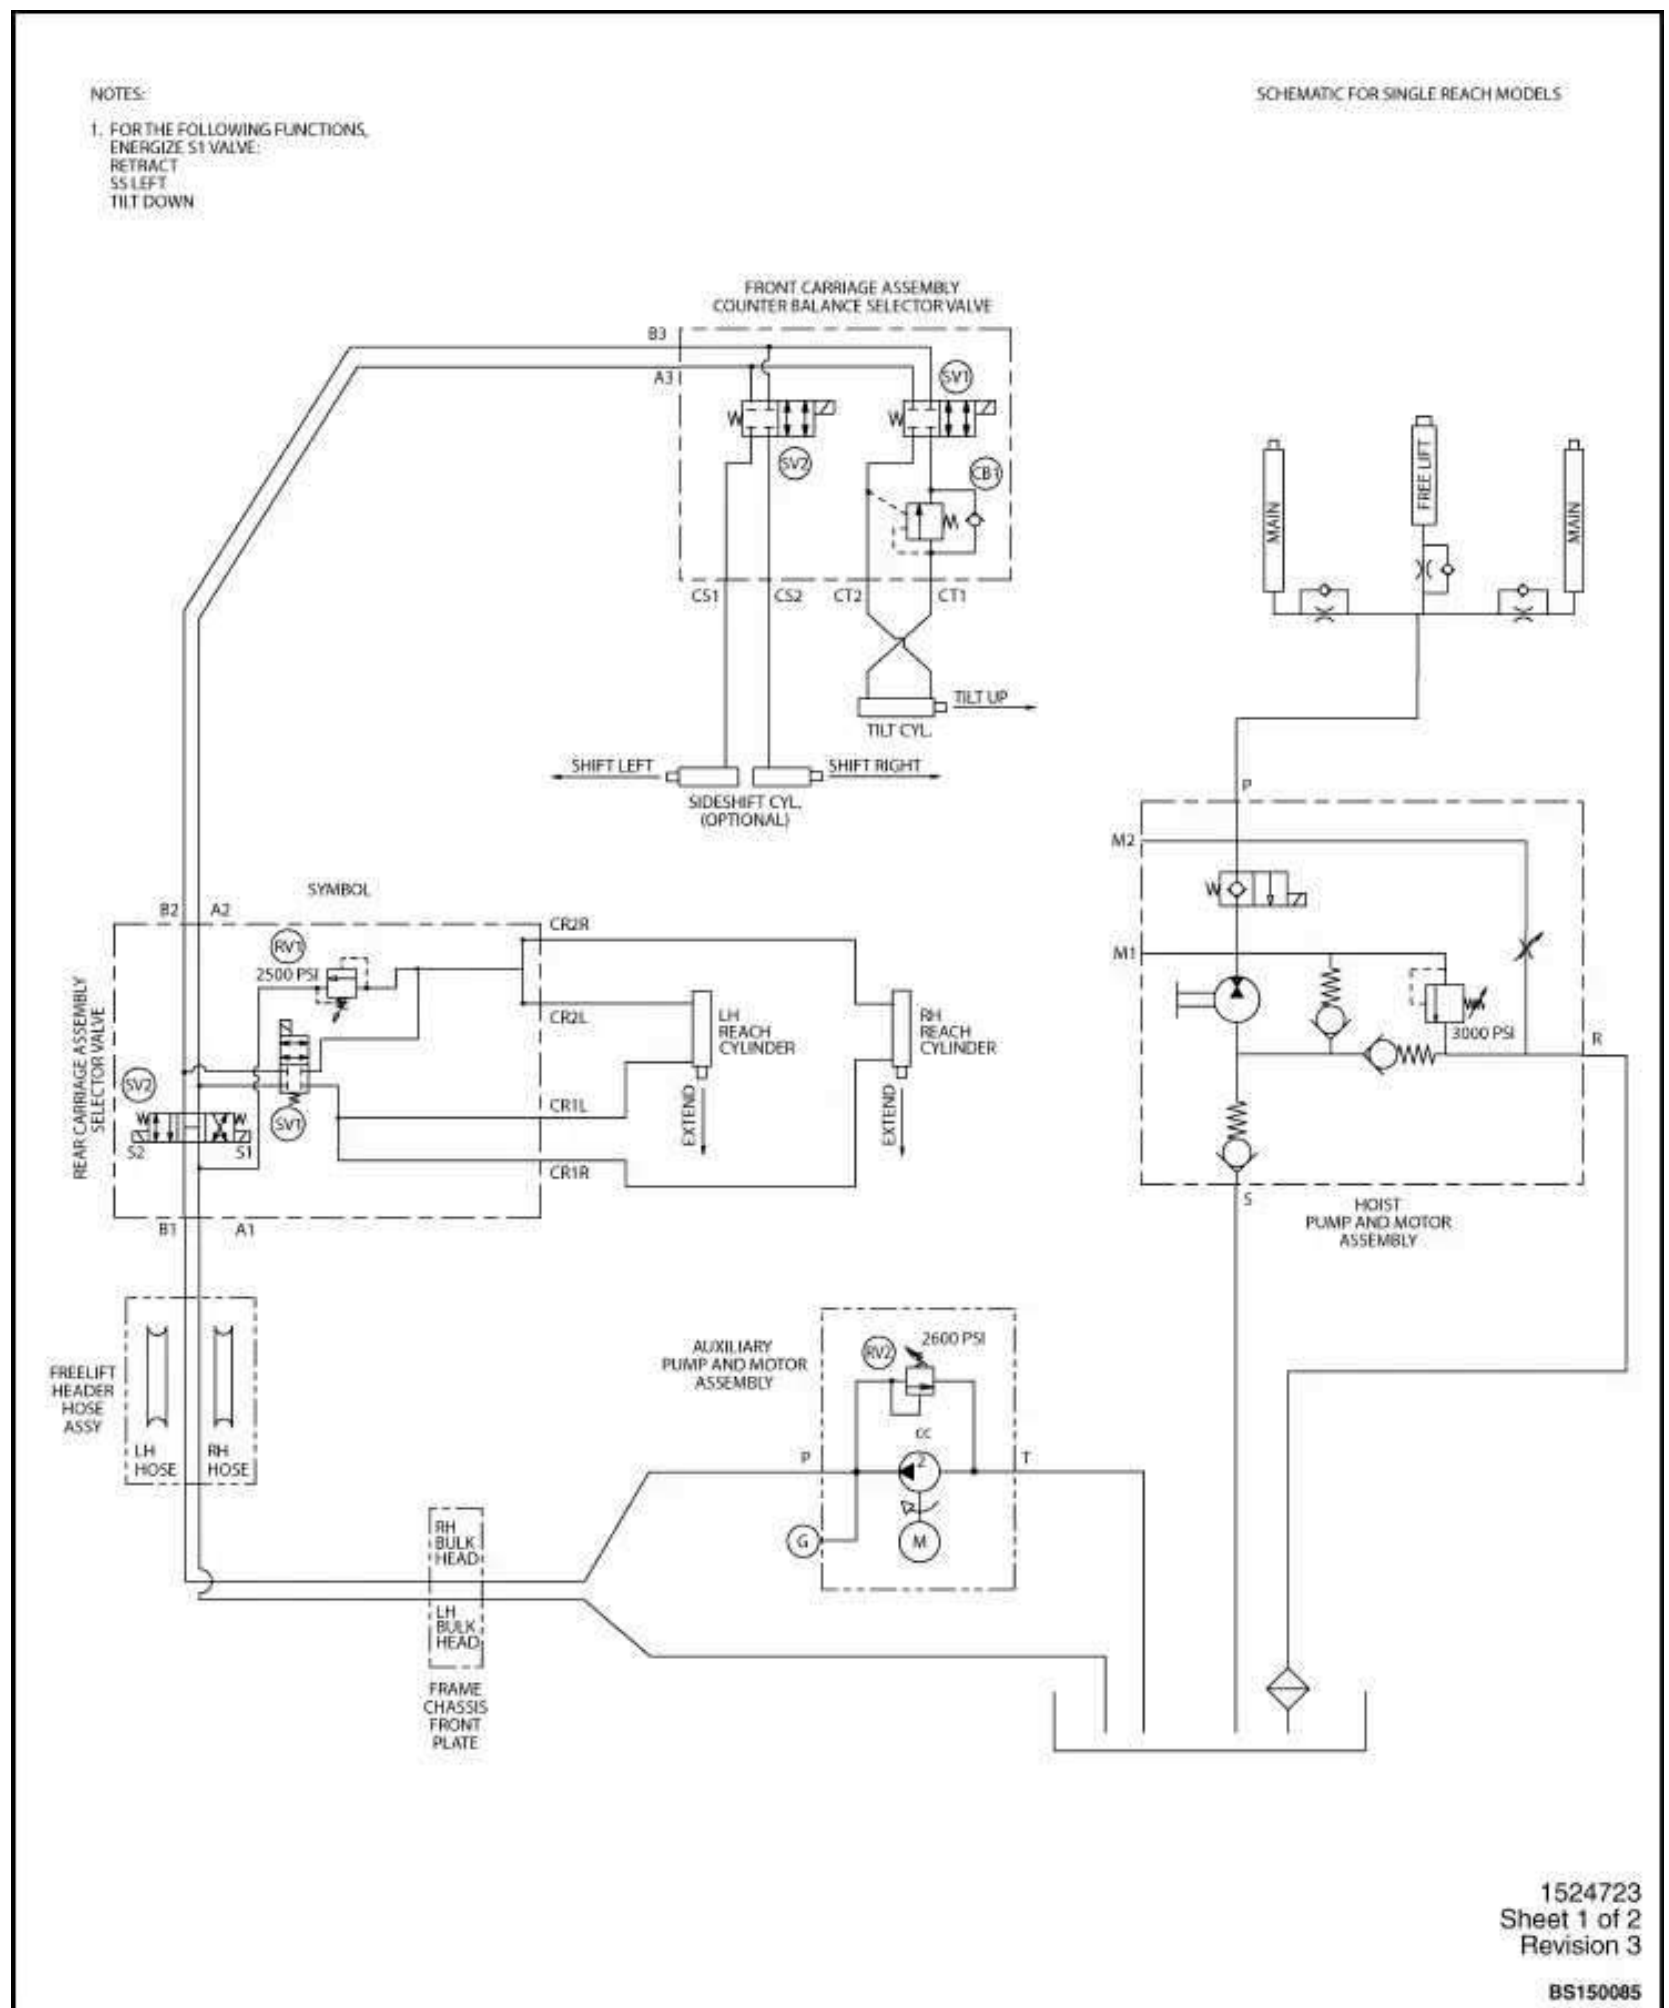 NOTES:
1. FOR THE FOLLOWING FUNCTIONS,
ENERGIZE S1 VALVE:
RETRACT
SS LEFT
TILT DOWN
SCHEMATIC FOR SINGLE REACH MODELS
FRONT CARRIAGE ASSEMBLY
COUNTER BALANCE SELECTOR VALVE
B3
A3
SV1
SV2
CB1
CS1
CS2
CT2
CT1
TILT UP
TILT CYL.
SHIFT LEFT
SHIFT RIGHT
SIDESHIFT CYL.
(OPTIONAL)
MAIN
FREE LIFT
MAIN
P
M2
M1
3000 PSI
R
S
HOIST
PUMP AND MOTOR
ASSEMBLY
SYMBOL
B2
A2
REAR CARRIAGE ASSEMBLY
SELECTOR VALVE
RV1
2500 PSI
SV2
SV1
S2
S1
CR2R
CR2L
CR1L
CR1R
LH
REACH
CYLINDER
EXTEND
RH
REACH
CYLINDER
EXTEND
B1
A1
FREELIFT
HEADER
HOSE
ASSY
LH
HOSE
RH
HOSE
AUXILIARY
PUMP AND MOTOR
ASSEMBLY
RV2
2600 PSI
CC
2
P
T
G
M
RH
BULK
HEAD
LH
BULK
HEAD
FRAME
CHASSIS
FRONT
PLATE
1524723
Sheet 1 of 2
Revision 3
BS150085